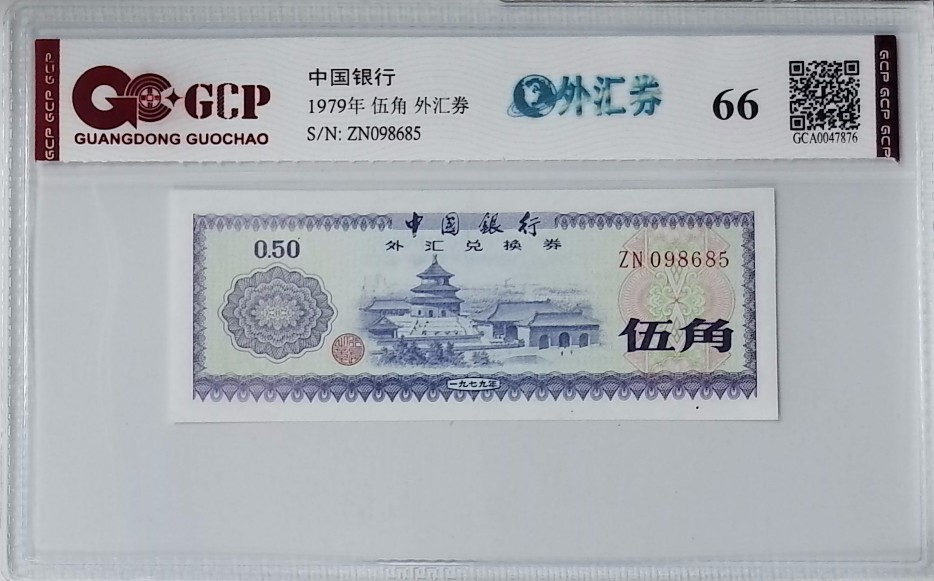 GCP GCP GCP
GCP
GUANGDONG GUOCHAO
中国银行
1979年 伍角 外汇券
S/N: ZN098685
外汇券
66
GCA0047876
GCP GCP GCP
中国银行
外汇兑换券
0.50
ZN 098685
伍角
一九七九年